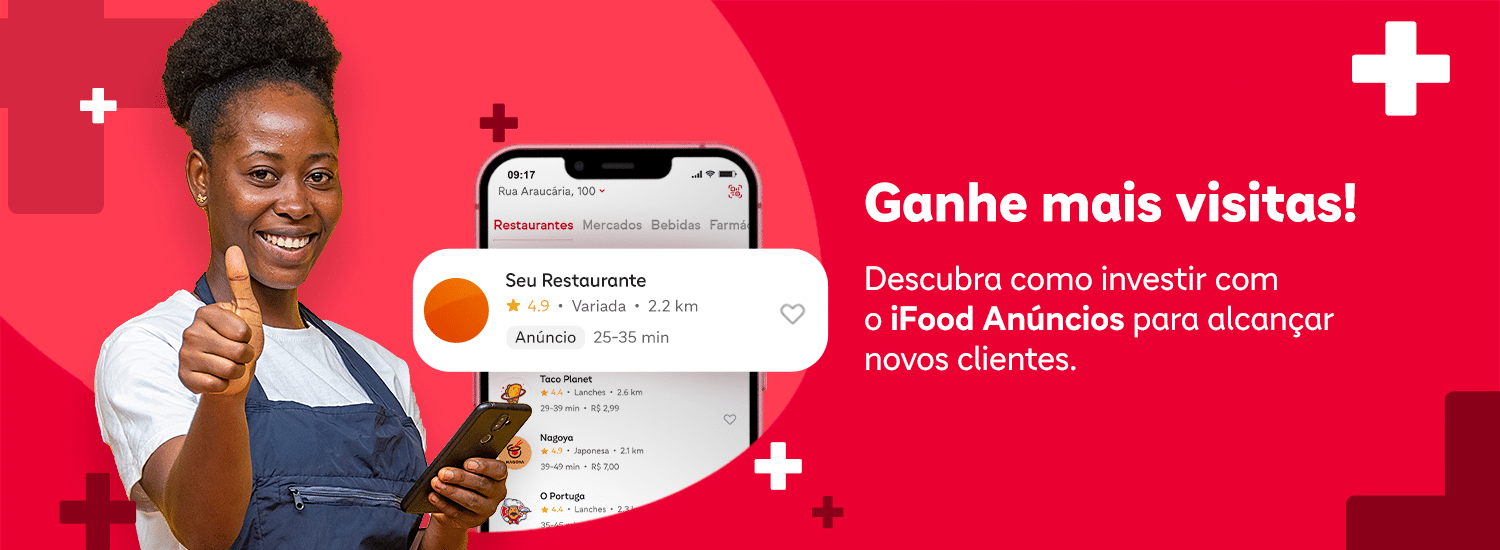 09:17
Rua Araucária, 100
Restaurantes Mercados Bebidas Farmác
Seu Restaurante
4.9 • Variada • 2.2 km
Anúncio 25-35 min
Taco Planet
4.4 • Lanches • 2.6 km
29-39 min • R$ 2,99
Nagoya
4.9 • Japonesa • 2.1 km
39-49 min • R$ 7,00
O Portuga
4.4 • Lanches
Ganhe mais visitas!
Descubra como investir com
o iFood Anúncios para alcançar
novos clientes.